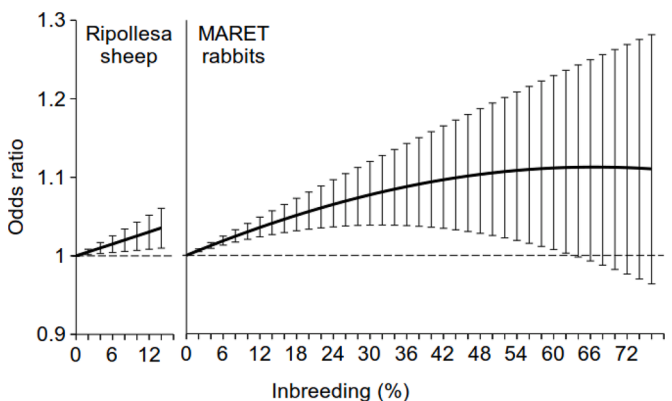 1.3
Ripollesa
sheep
MARET
rabbits
1.2
Odds ratio
1.1
1
0.9
0 6 12 0 6 12 18 24 30 36 42 48 54 60 66 72
Inbreeding (%)